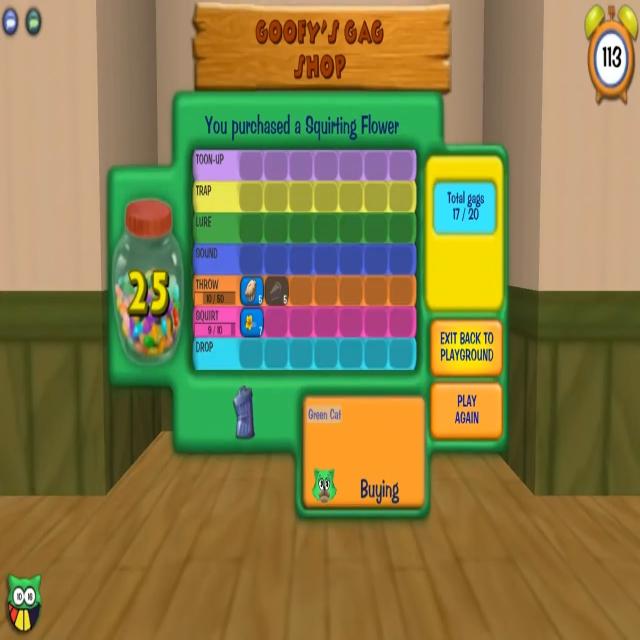 GOOFY'S GAG
SHOP
113
You purchased a Squirting Flower
TOON-UP
TRAP
LURE
SOUND
THROW
10 / 50
5
5
SQUIRT
9 / 10
7
DROP
25
Total gags
17 / 20
EXIT BACK TO
PLAYGROUND
PLAY
AGAIN
Green Cat
Buying